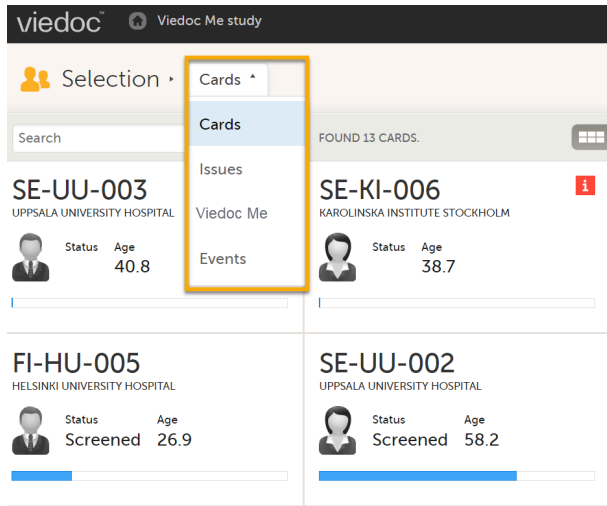 viedoc™ Viedoc Me study
Selection Cards
Search
Cards
Issues
Viedoc Me
Events
FOUND 13 CARDS.
SE-UU-003
UPPSALA UNIVERSITY HOSPITAL
Status Age
40.8
SE-KI-006
i
KAROLINSKA INSTITUTE STOCKHOLM
Status Age
38.7
FI-HU-005
HELSINKI UNIVERSITY HOSPITAL
Status Age
Screened 26.9
SE-UU-002
UPPSALA UNIVERSITY HOSPITAL
Status Age
Screened 58.2